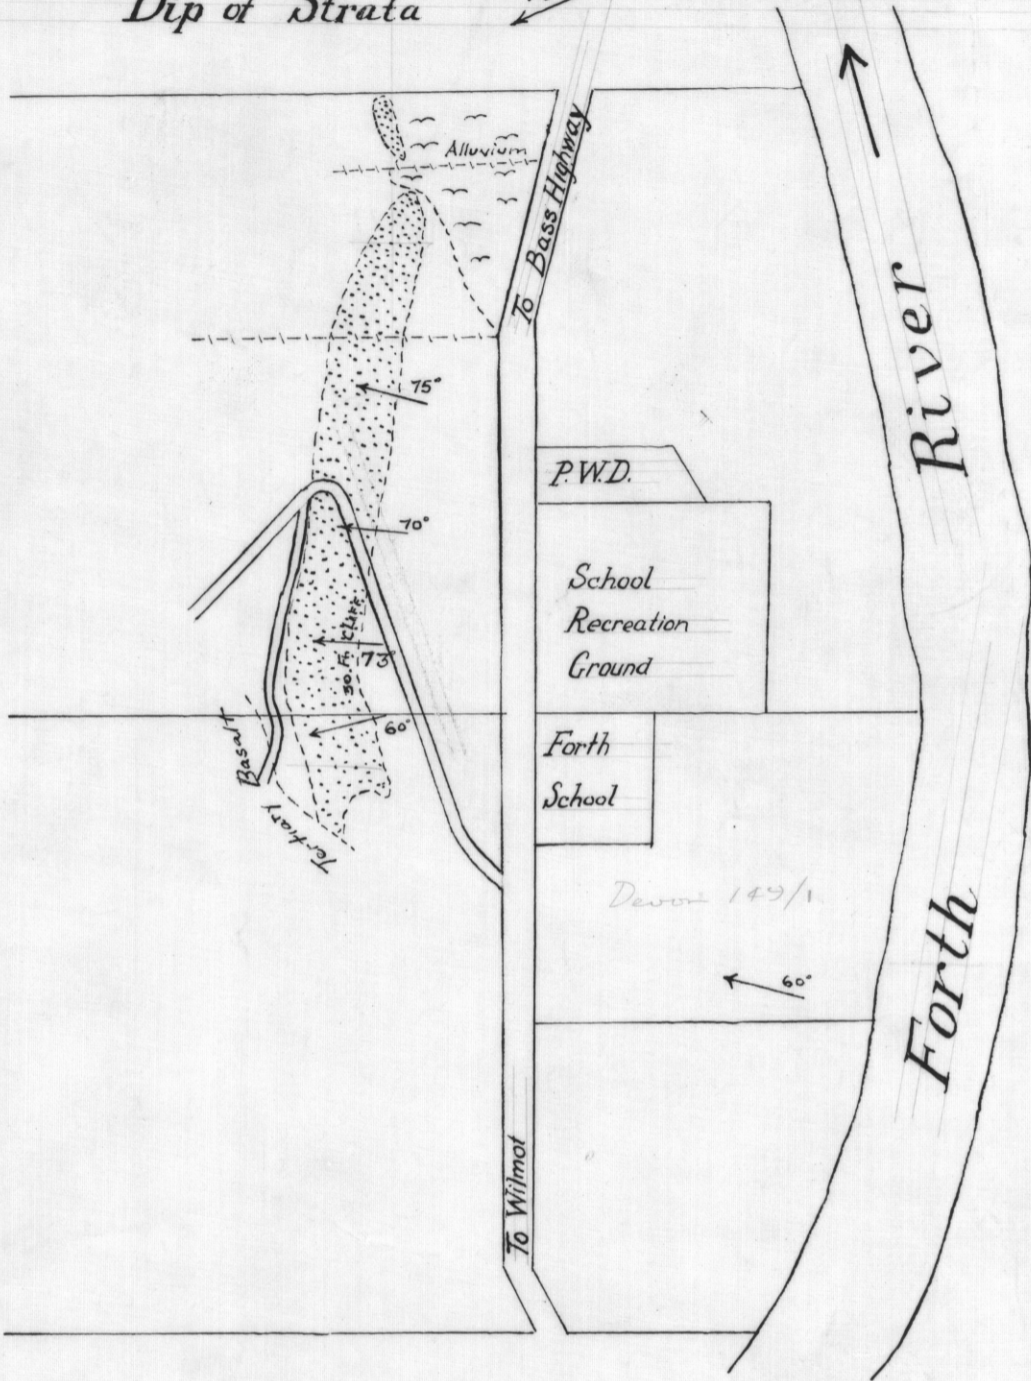 Dip of Strata
Alluvium
To Bass Highway
River
75°
P.W.D.
70°
School
Recreation
Ground
30 Ft. Cliff
73°
60°
Basalt
Tertiary
Forth
School
Devon 149/1
60°
Forth
To Wilmot